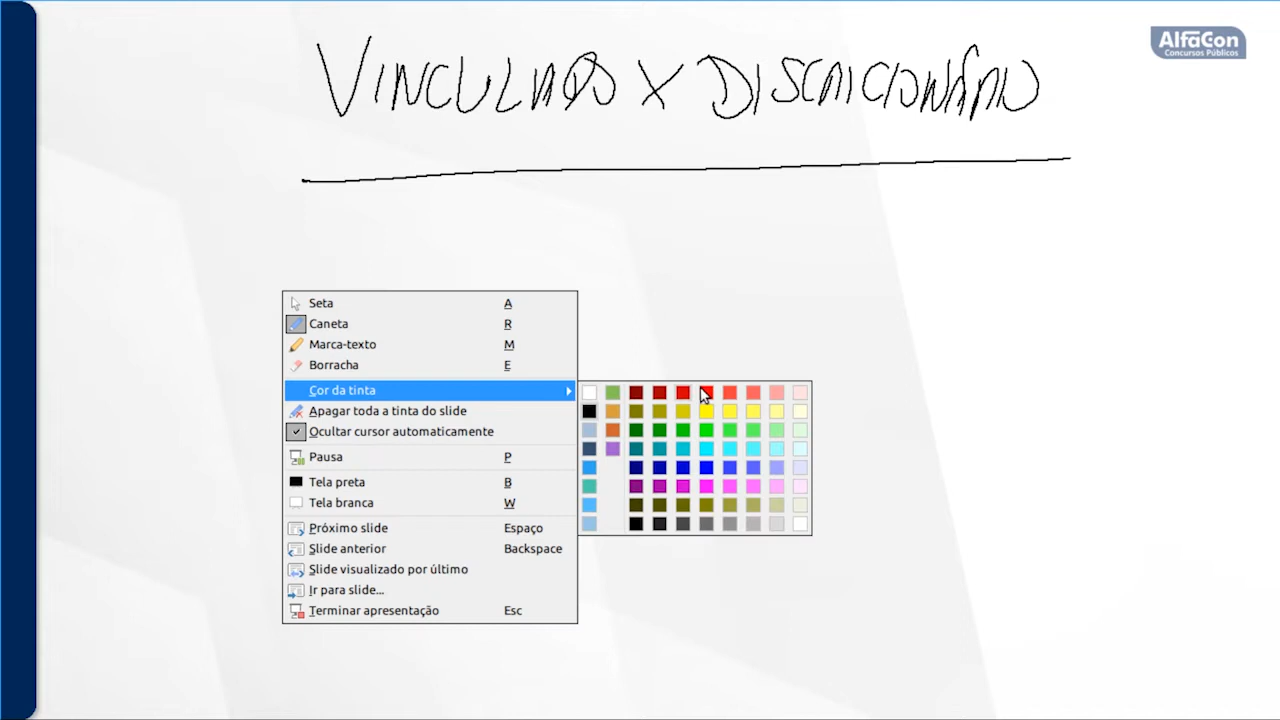 AlfaCon
Concursos Públicos
VINCULADO X DISCRICIONÁRIO
Seta A
Caneta R
Marca-texto M
Borracha E
Cor da tinta
Apagar toda a tinta do slide
Ocultar cursor automaticamente
Pausa P
Tela preta B
Tela branca W
Próximo slide Espaço
Slide anterior Backspace
Slide visualizado por último
Ir para slide...
Terminar apresentação Esc